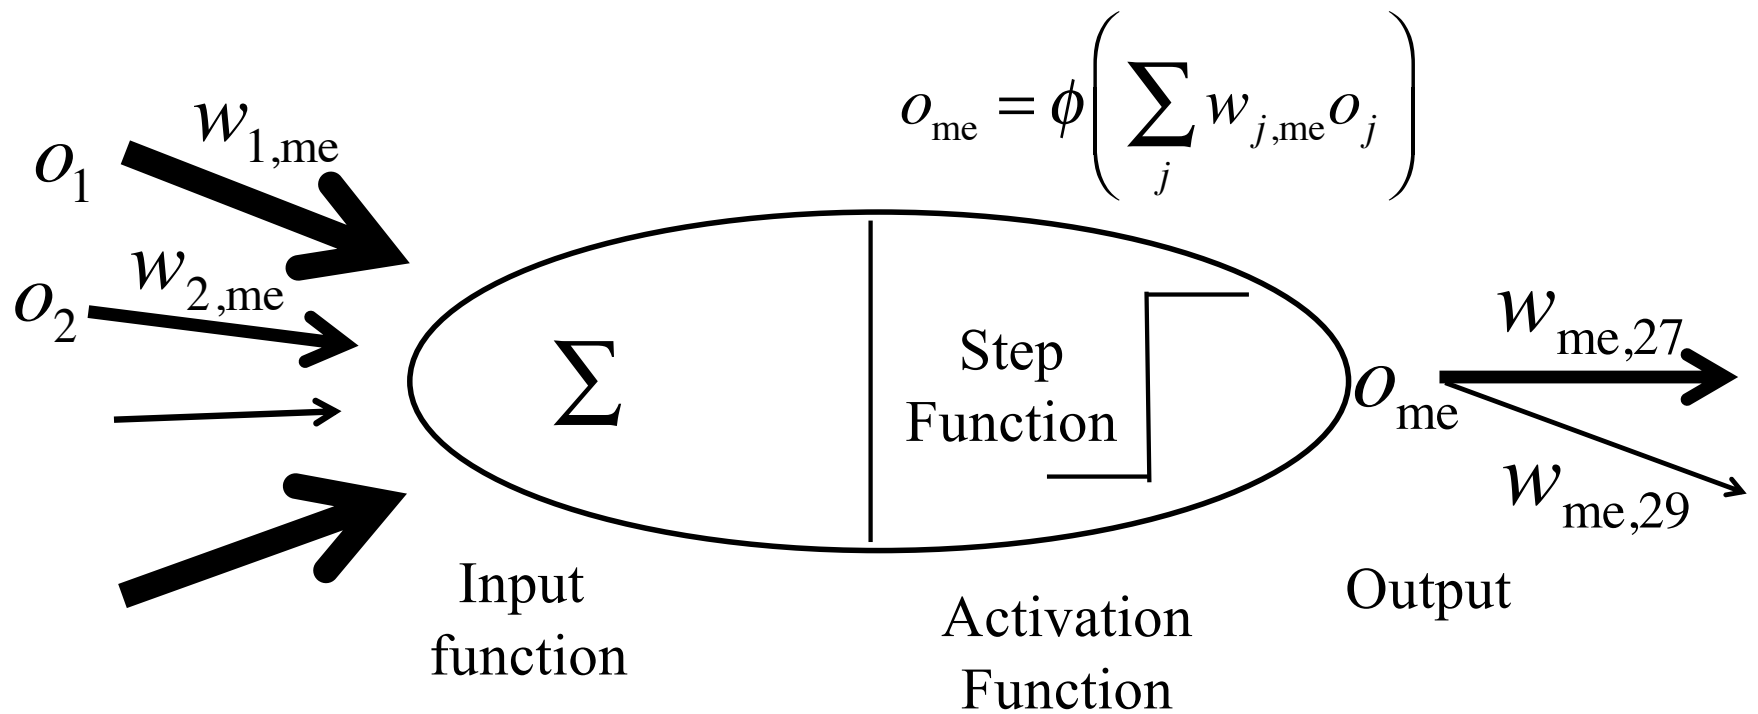 o_me = ϕ(∑_j w_j,me o_j)
w_1,me
o_1
w_2,me
o_2
∑
Step
Function
w_me,27
o_me
w_me,29
Input
function
Activation
Function
Output